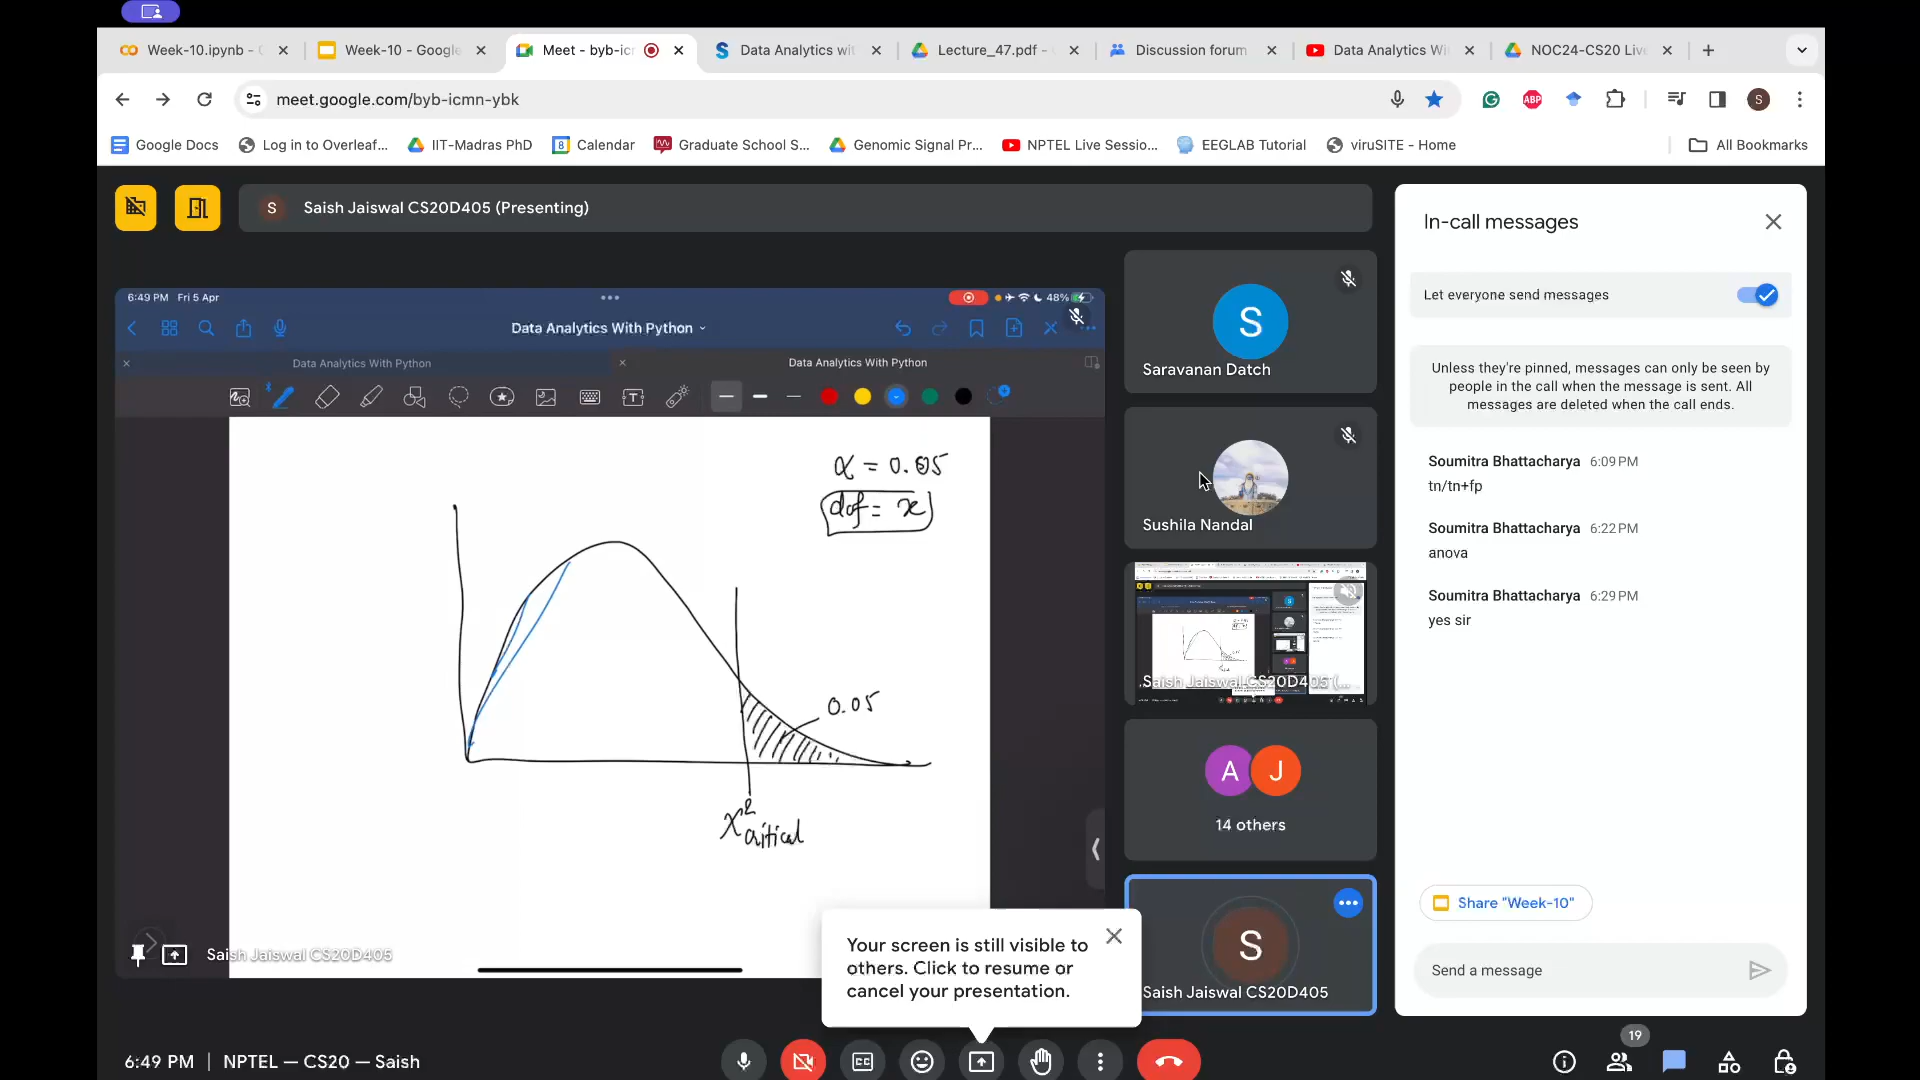 Week-10.ipynb -
Week-10 - Google
Meet - byb-icr
Data Analytics wi
Lecture_47.pdf -
Discussion forum
Data Analytics Wi
NOC24-CS20 Live
meet.google.com/byb-icmn-ybk
ABP
S
Google Docs
Log in to Overleaf...
IIT-Madras PhD
8 Calendar
Graduate School S...
Genomic Signal Pr...
NPTEL Live Sessio...
EEGLAB Tutorial
viruSITE - Home
All Bookmarks
S Saish Jaiswal CS20D405 (Presenting)
In-call messages
Let everyone send messages
Unless they're pinned, messages can only be seen by
people in the call when the message is sent. All
messages are deleted when the call ends.
Soumitra Bhattacharya 6:09 PM
tn/tn+fp
Soumitra Bhattacharya 6:22 PM
anova
Soumitra Bhattacharya 6:29 PM
yes sir
Share "Week-10"
Send a message
6:49 PM Fri 5 Apr
48%
Data Analytics With Python
Data Analytics With Python
Data Analytics With Python
α = 0.05
dof = x
0.05
χ² critical
Saish Jaiswal CS20D405
S
Saravanan Datch
Sushila Nandal
Saish Jaiswal CS20D405 (...
A J
14 others
S
Saish Jaiswal CS20D405
Your screen is still visible to
others. Click to resume or
cancel your presentation.
6:49 PM | NPTEL — CS20 — Saish
CC
19